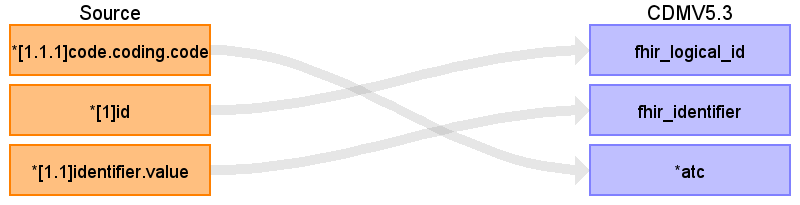 Source CDMV5.3
*[1.1.1]code.coding.code fhir_logical_id
*[1]id fhir_identifier
*[1.1]identifier.value *atc